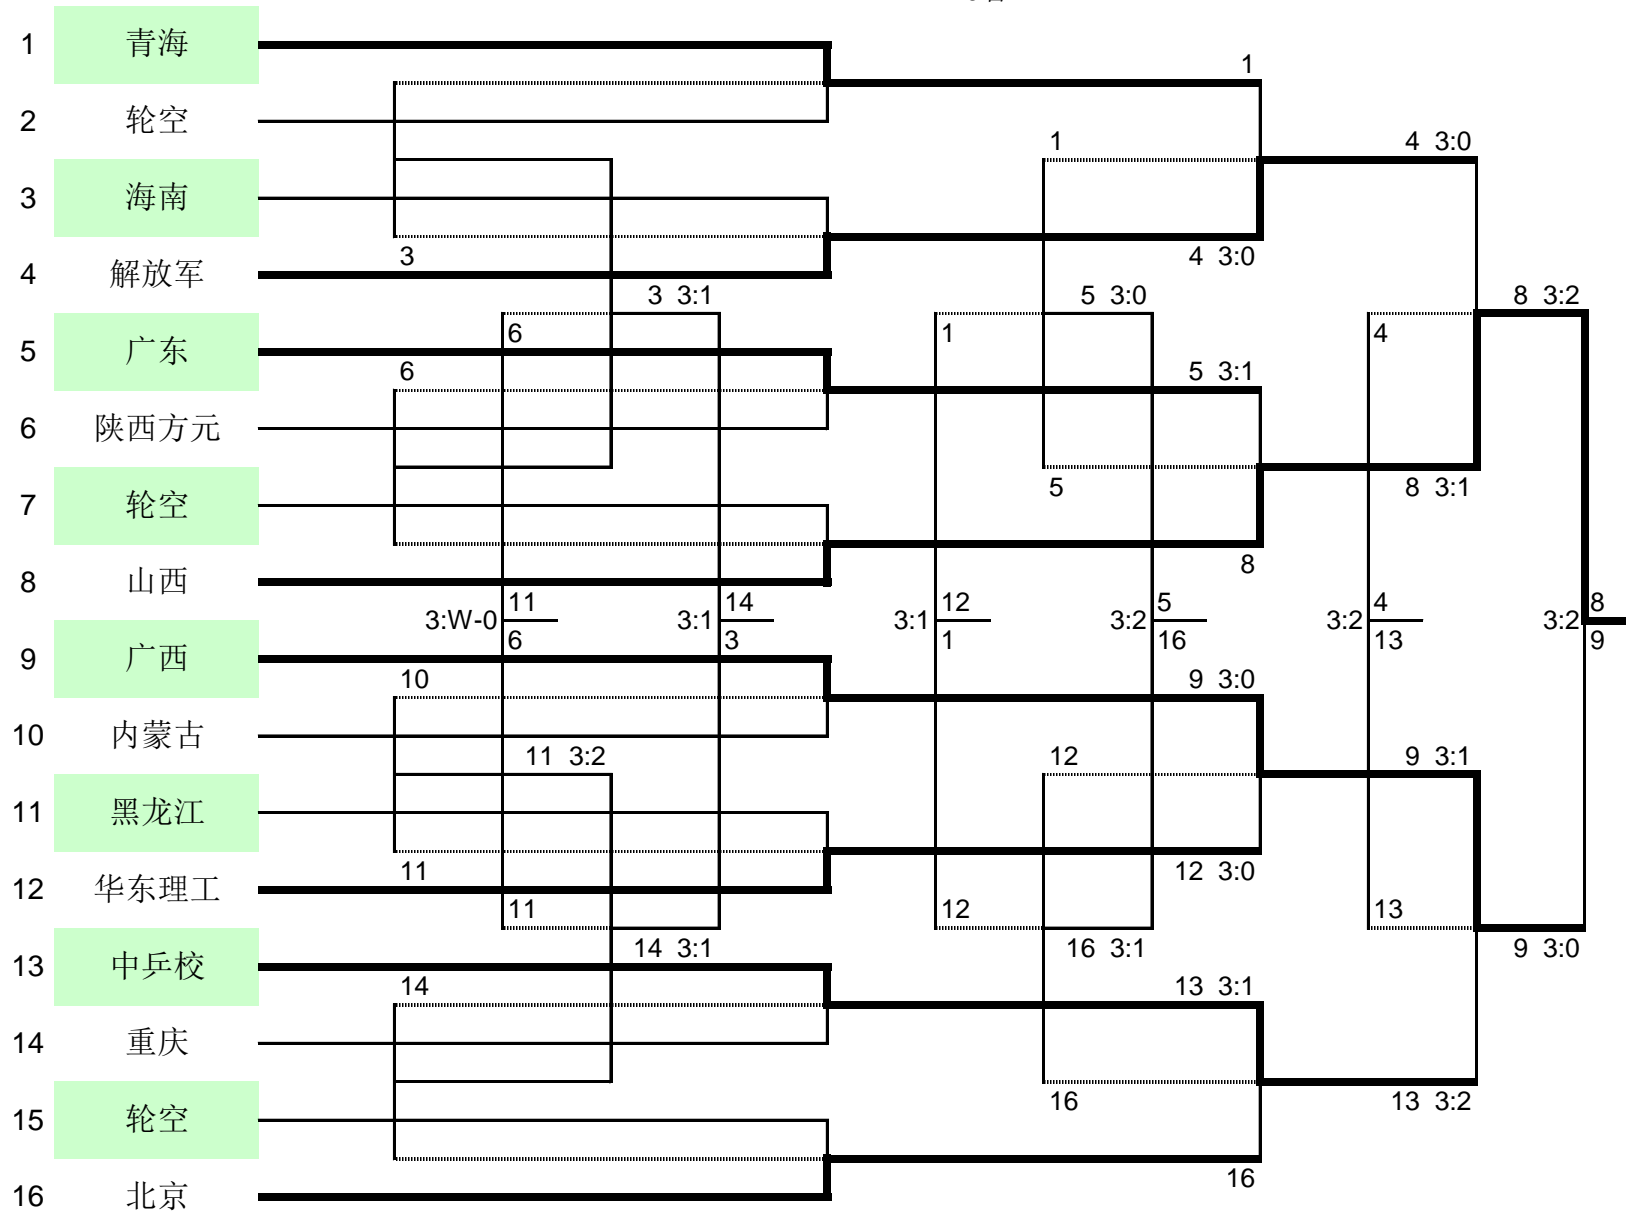 1 青海
1
2 轮空
1
4 3:0
3 海南
3
4 3:0
4 解放军
3 3:1
5 3:0
8 3:2
6
1
4
5 广东
6
5 3:1
6 陕西方元
7 轮空
5
8 3:1
8
8 山西
3:W-0 11
6
3:1 14
3
3:1 12
1
3:2 5
16
3:2 4
13
3:2 8
9
9 广西
10
9 3:0
10 内蒙古
11 3:2
12
9 3:1
11 黑龙江
11
12 3:0
12 华东理工
11
12
13
14 3:1
16 3:1
9 3:0
13 中乒校
14
13 3:1
14 重庆
16
13 3:2
15 轮空
16
16 北京